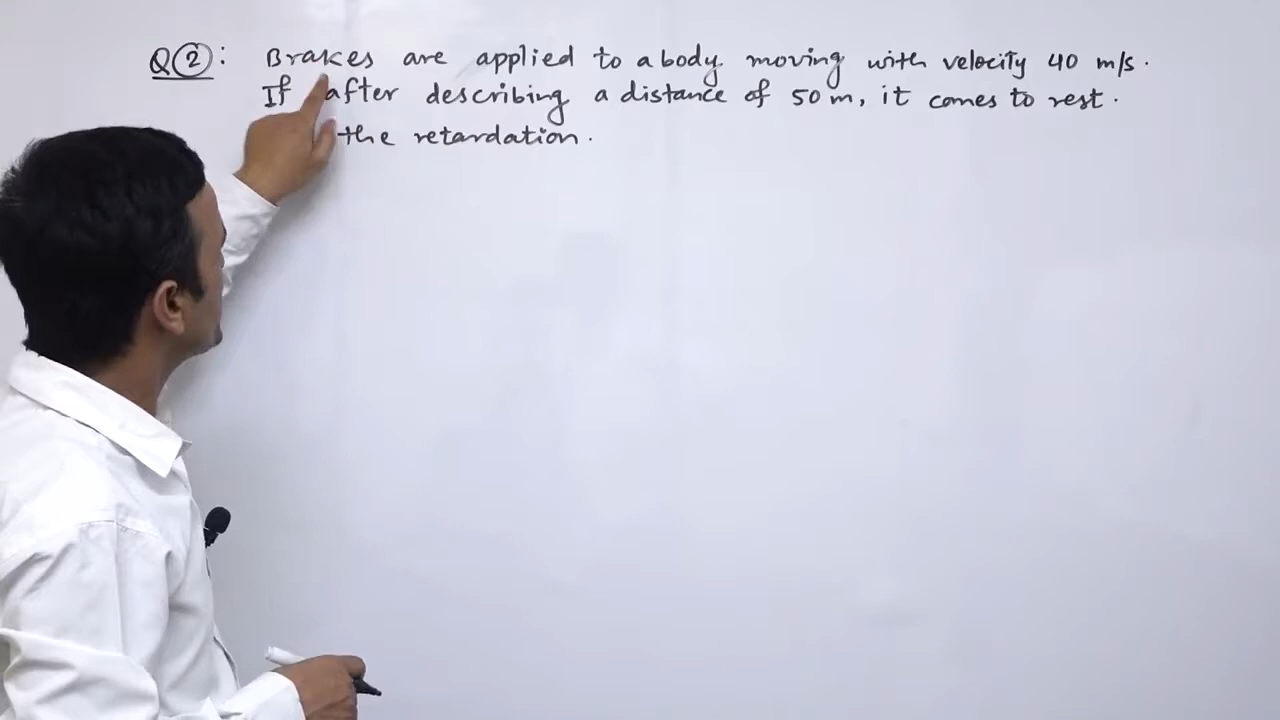 Q②: Brakes are applied to a body moving with velocity 40 m/s.
If after describing a distance of 50 m, it comes to rest.
the retardation.